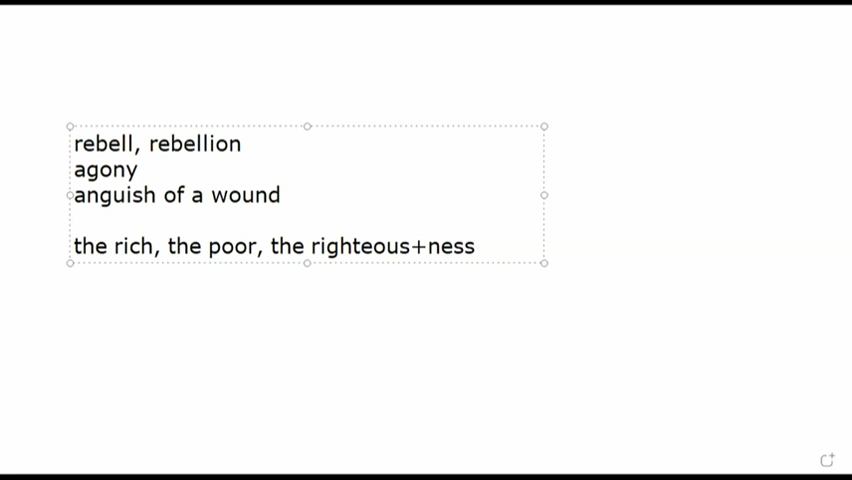 rebell, rebellion
agony
anguish of a wound
the rich, the poor, the righteous+ness